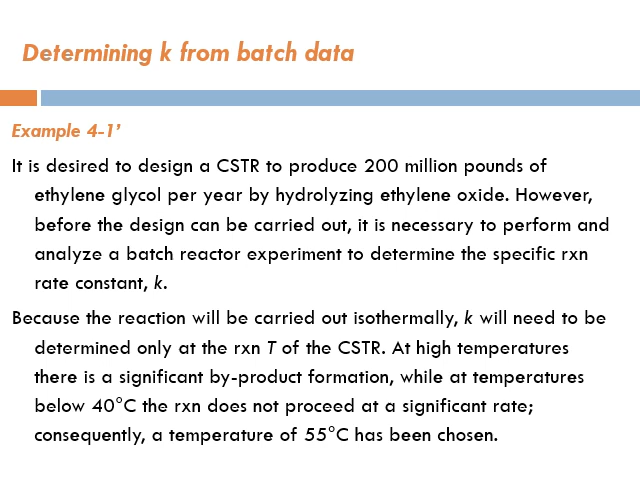 Determining k from batch data
Example 4-1’
It is desired to design a CSTR to produce 200 million pounds of
ethylene glycol per year by hydrolyzing ethylene oxide. However,
before the design can be carried out, it is necessary to perform and
analyze a batch reactor experiment to determine the specific rxn
rate constant, k.
Because the reaction will be carried out isothermally, k will need to be
determined only at the rxn T of the CSTR. At high temperatures
there is a significant by-product formation, while at temperatures
below 40°C the rxn does not proceed at a significant rate;
consequently, a temperature of 55°C has been chosen.